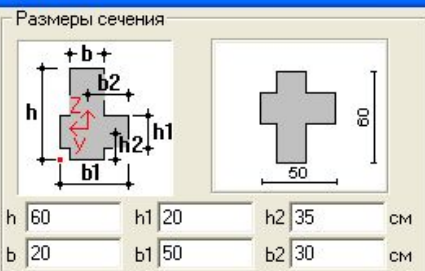 Размеры сечения
b
b2
h
Z
h1
y
h2
b1
60
50
h 60 h1 20 h2 35 см
b 20 b1 50 b2 30 см